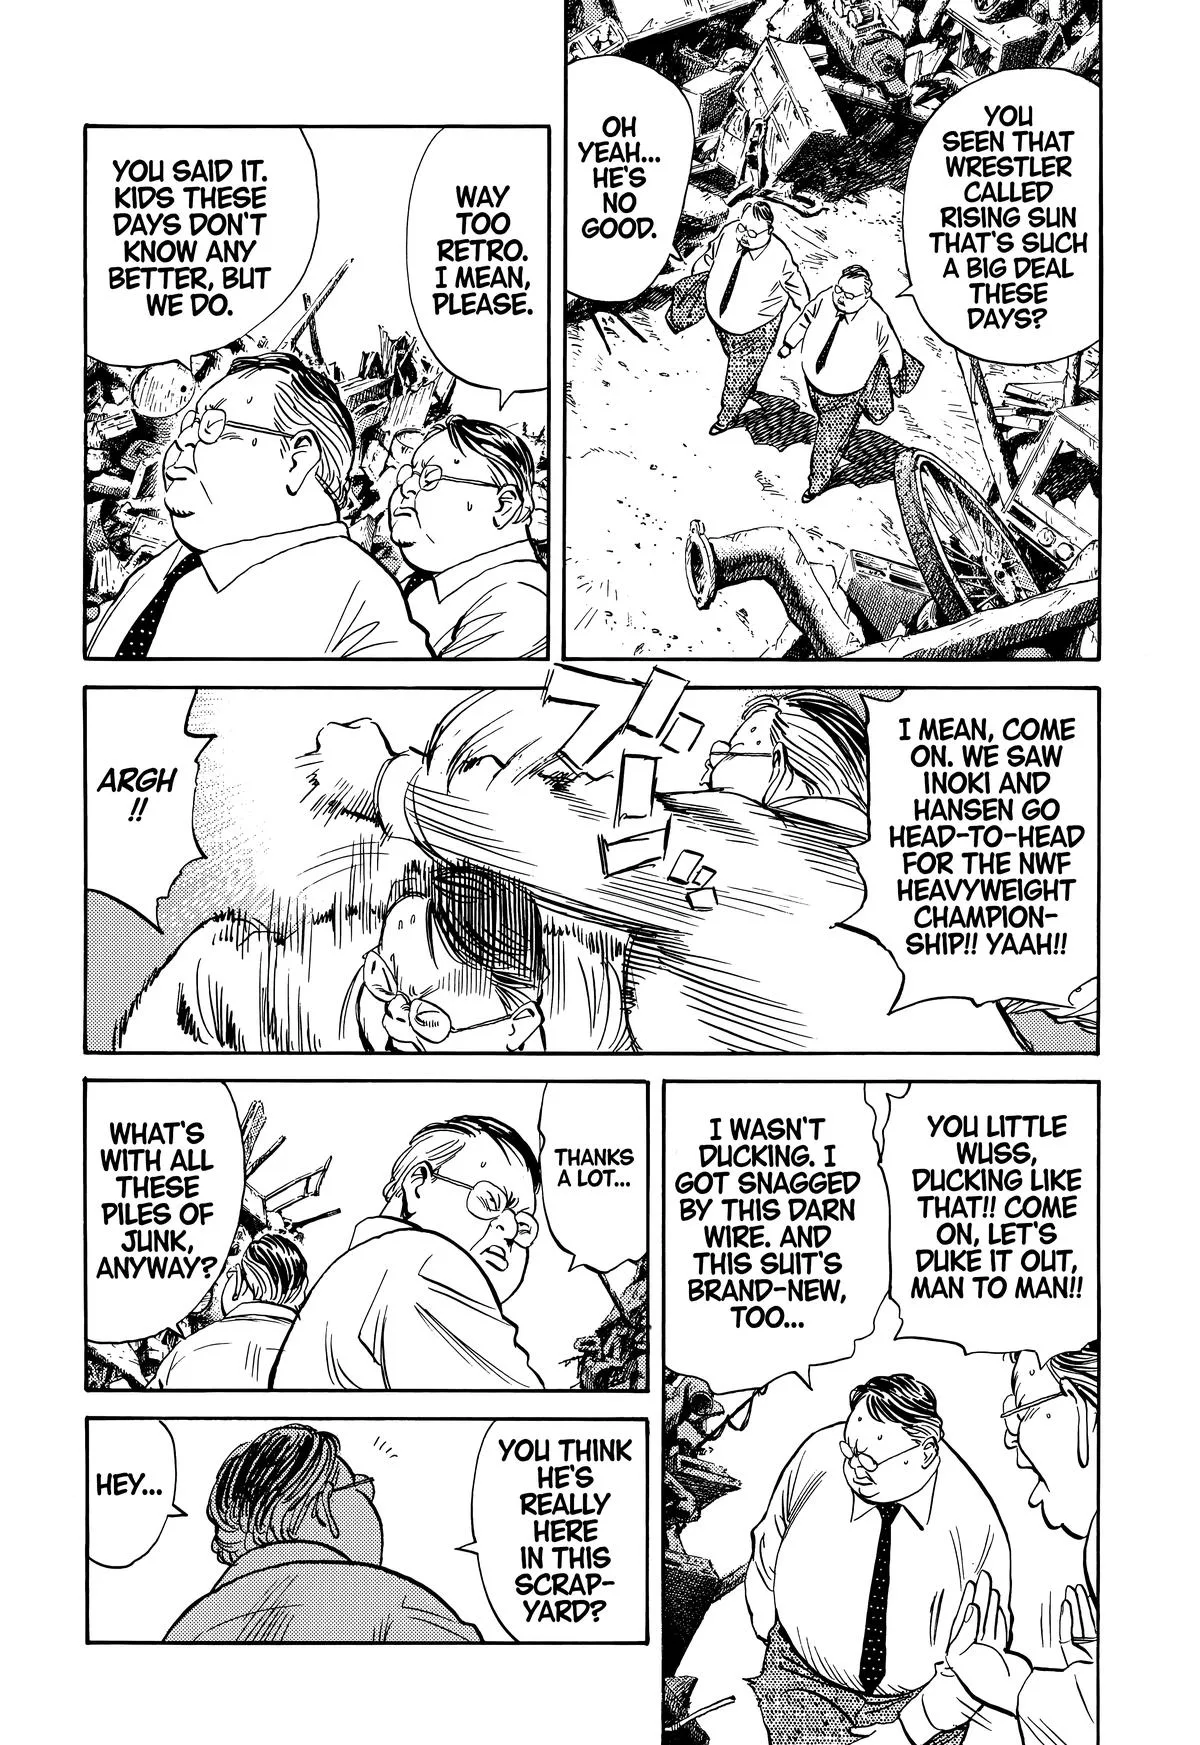 YOU
SEEN THAT
WRESTLER
CALLED
RISING SUN
THAT'S SUCH
A BIG DEAL
THESE
DAYS?
OH
YEAH...
HE'S
NO
GOOD.
WAY
TOO
RETRO.
I MEAN,
PLEASE.
YOU SAID IT.
KIDS THESE
DAYS DON'T
KNOW ANY
BETTER, BUT
WE DO.
I MEAN, COME
ON. WE SAW
INOKI AND
HANSEN GO
HEAD-TO-HEAD
FOR THE NWF
HEAVYWEIGHT
CHAMPION-
SHIP!! YAAH!!
ブンッ
ARGH
!!
YOU LITTLE
WUSS,
DUCKING LIKE
THAT!! COME
ON, LET'S
DUKE IT OUT,
MAN TO MAN!!
I WASN'T
DUCKING. I
GOT SNAGGED
BY THIS DARN
WIRE. AND
THIS SUIT'S
BRAND-NEW,
TOO...
THANKS
A LOT...
WHAT'S
WITH ALL
THESE
PILES OF
JUNK,
ANYWAY?
YOU THINK
HE'S
REALLY
HERE
IN THIS
SCRAP-
YARD?
HEY...